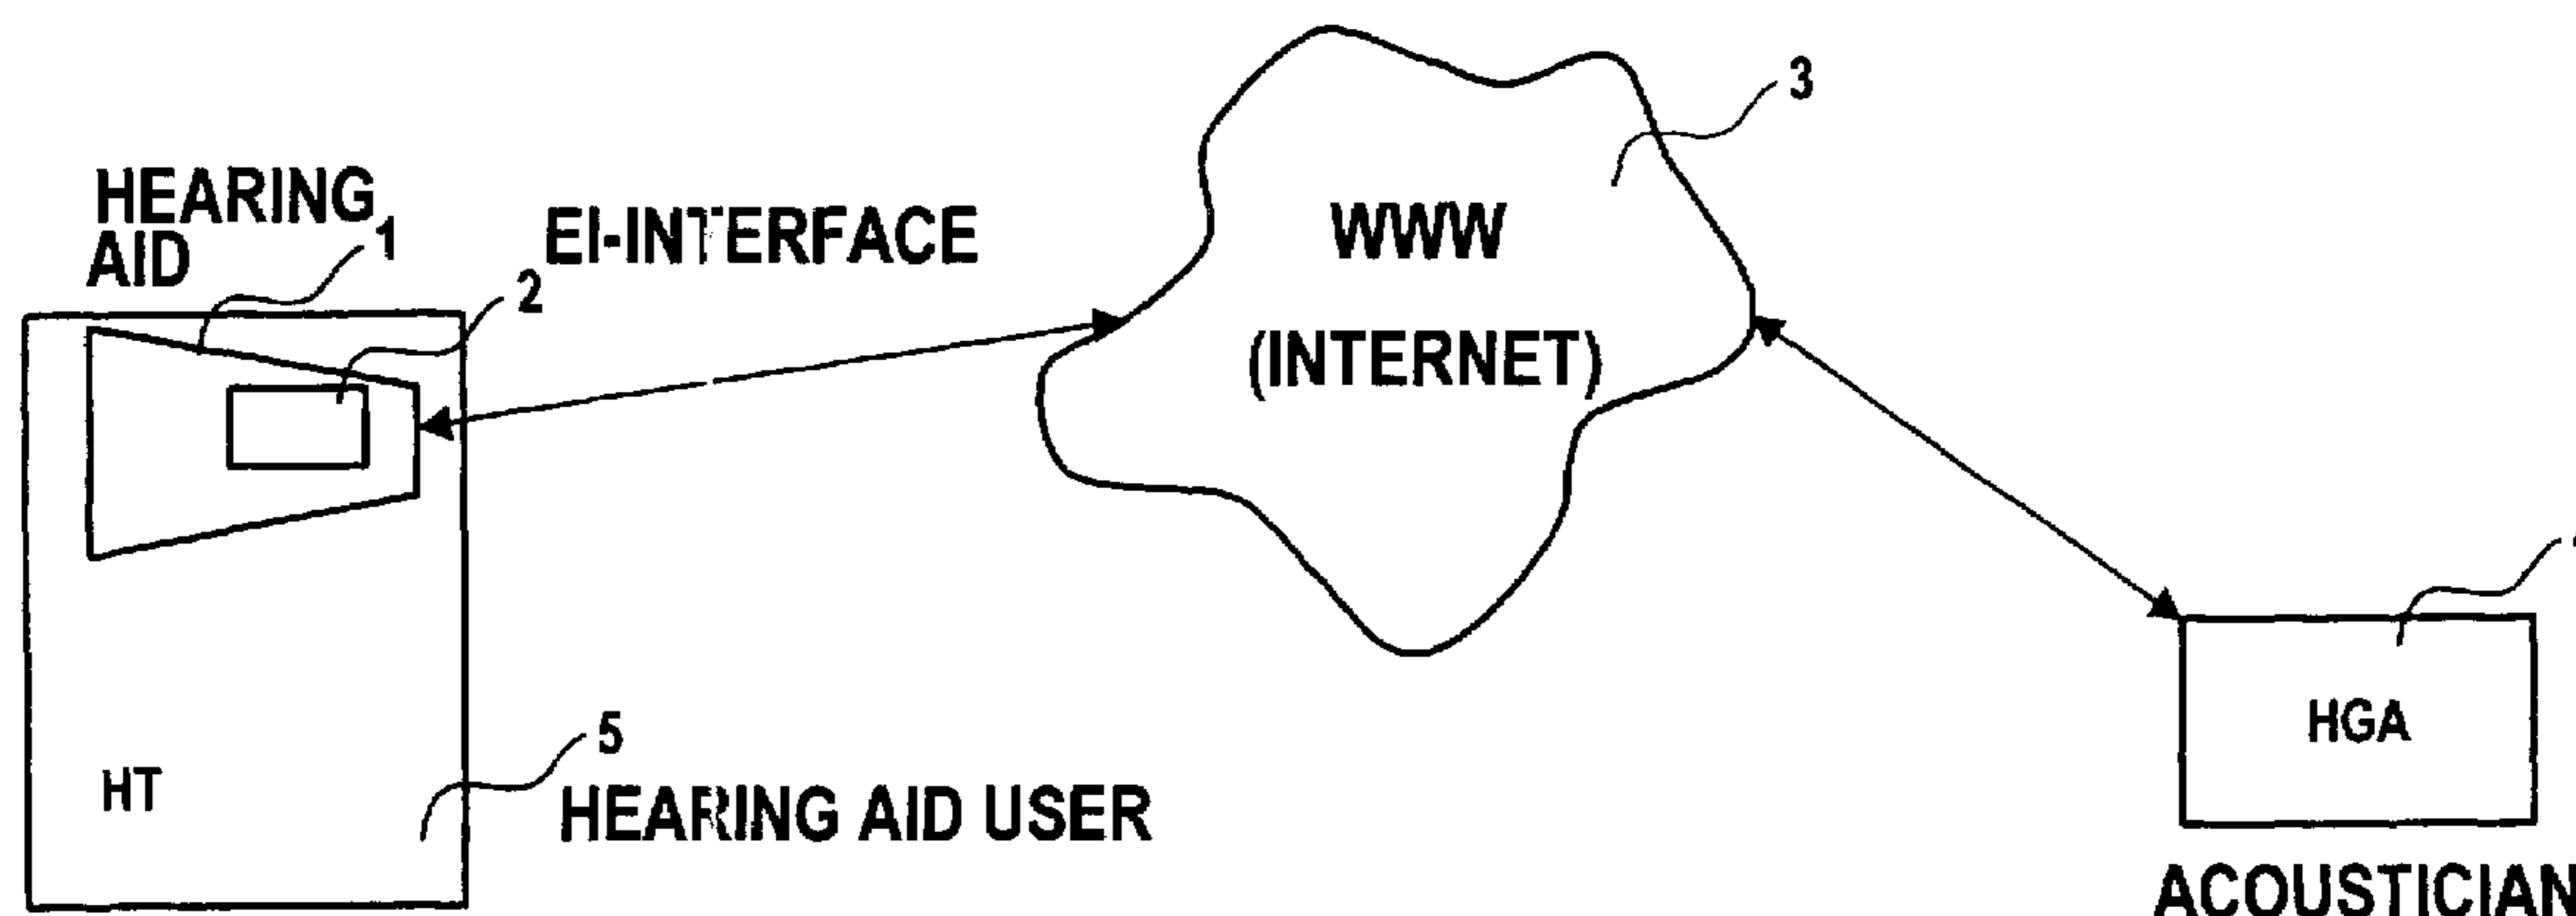 3
HEARING
AID
1
EI-INTERFACE
2
WWW
(INTERNET)
HGA
5
HT
HEARING AID USER
ACOUSTICIAN